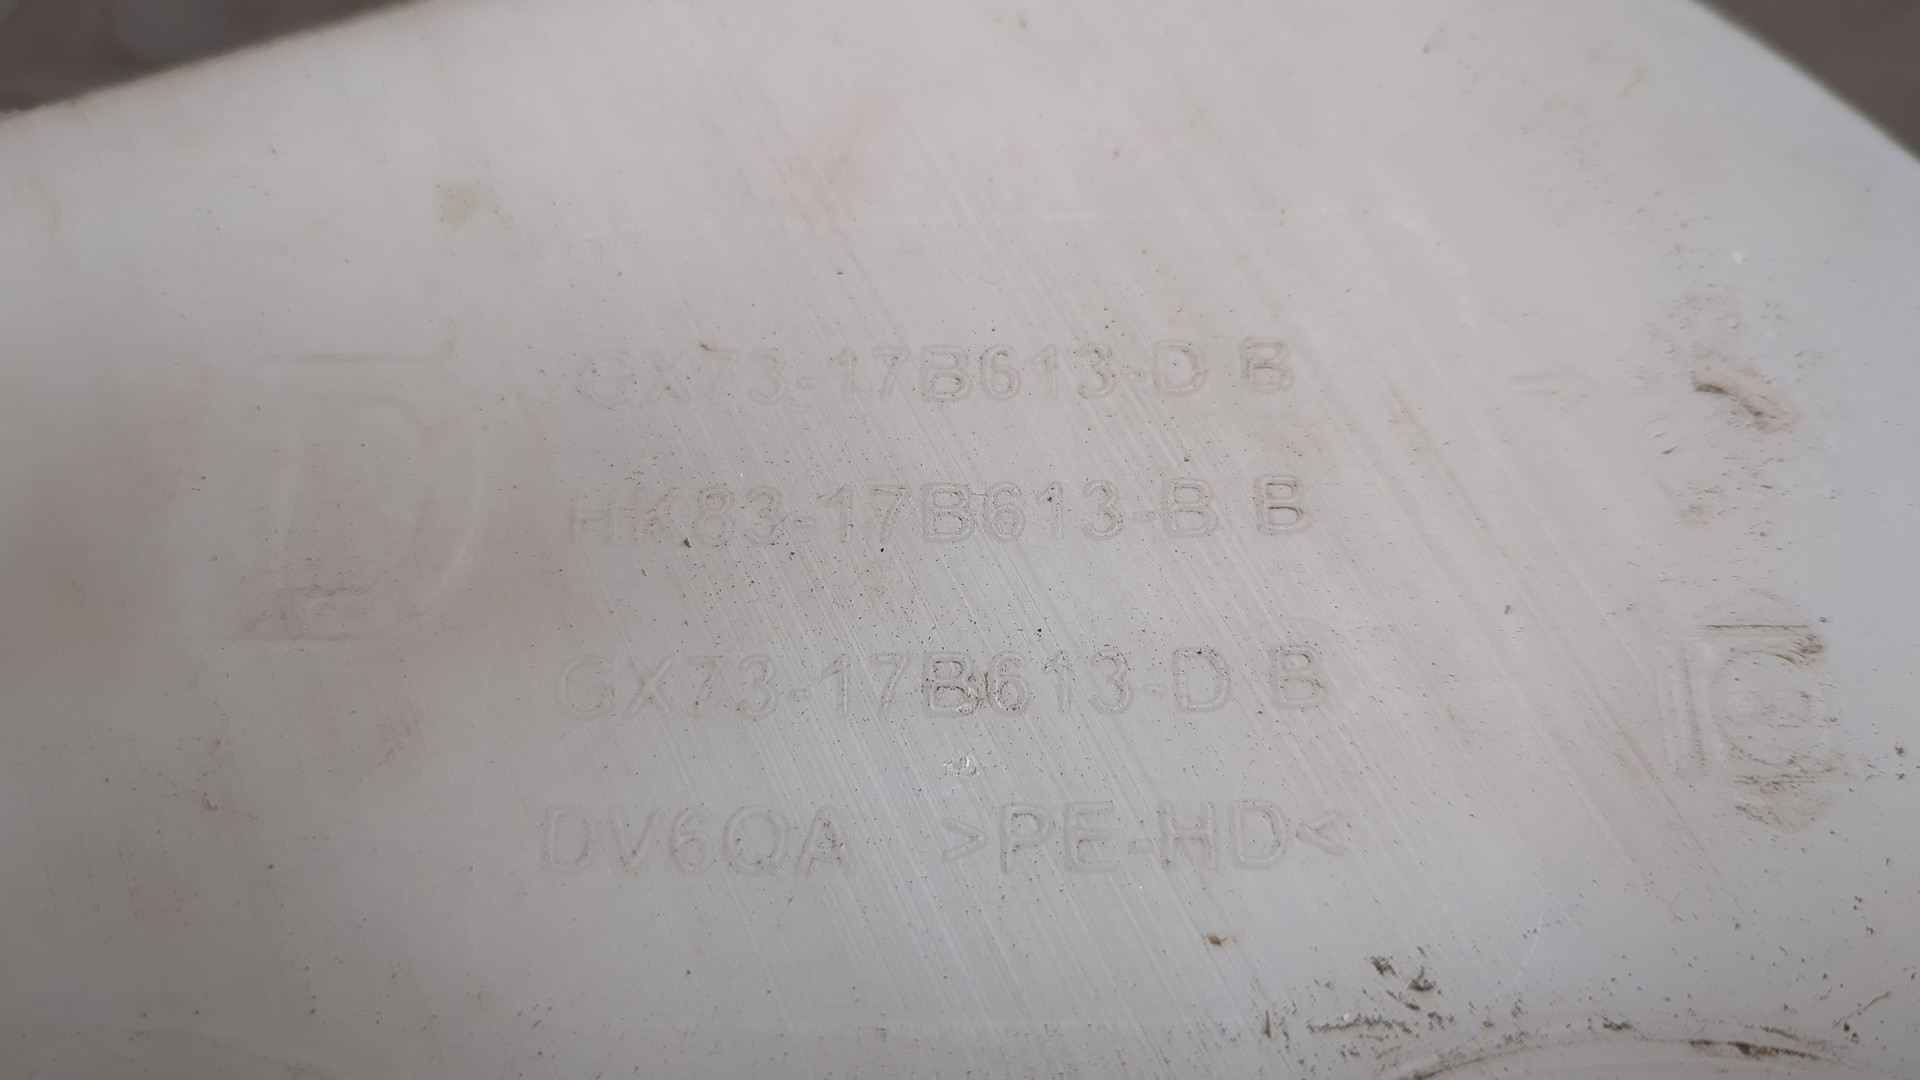 D
GX73-17B613-D B
HK83-17B613-B B
GX73-17B613-D B
DV6QA >PE-HD<